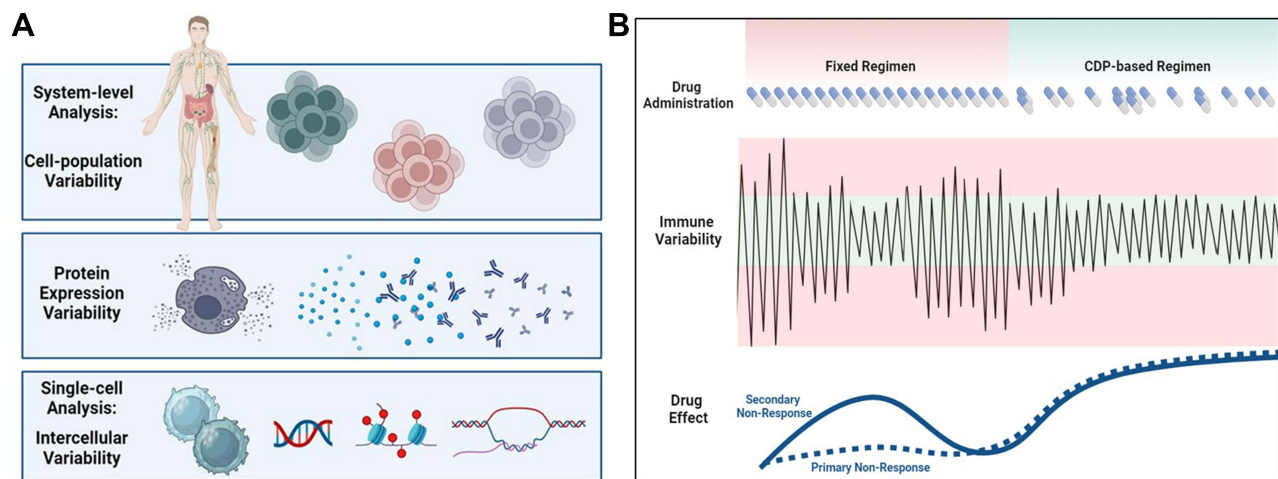 A
System-level
Analysis:
Cell-population
Variability
Protein
Expression
Variability
Single-cell
Analysis:
Intercellular
Variability
B
Fixed Regimen
CDP-based Regimen
Drug
Administration
Immune
Variability
Drug
Effect
Secondary
Non-Response
Primary Non-Response